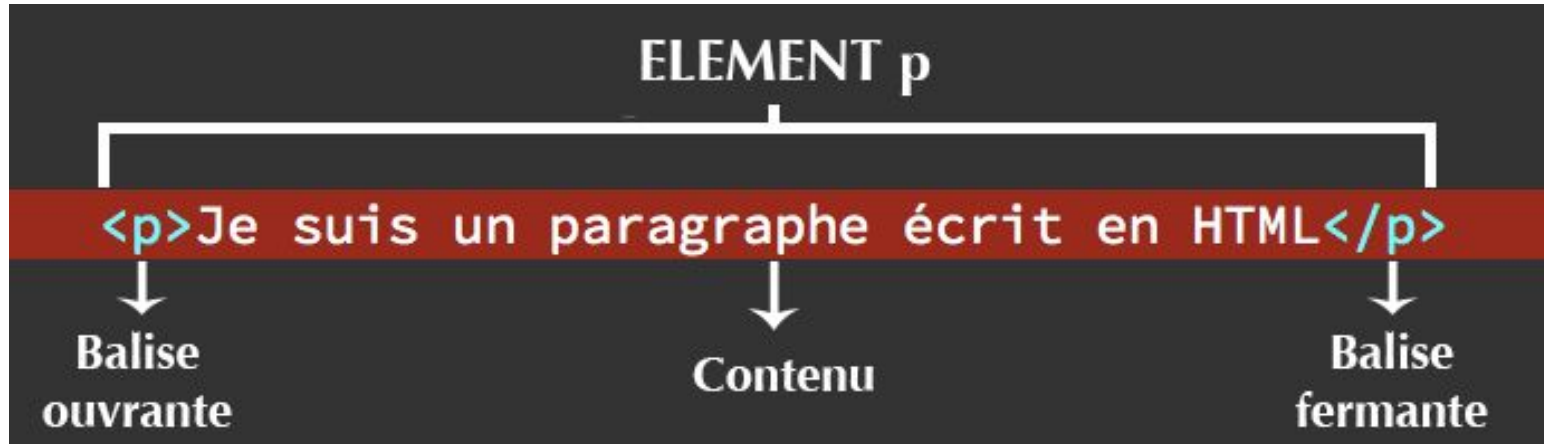 ELEMENT p
<p>Je suis un paragraphe écrit en HTML</p>
Balise
ouvrante
Contenu
Balise
fermante